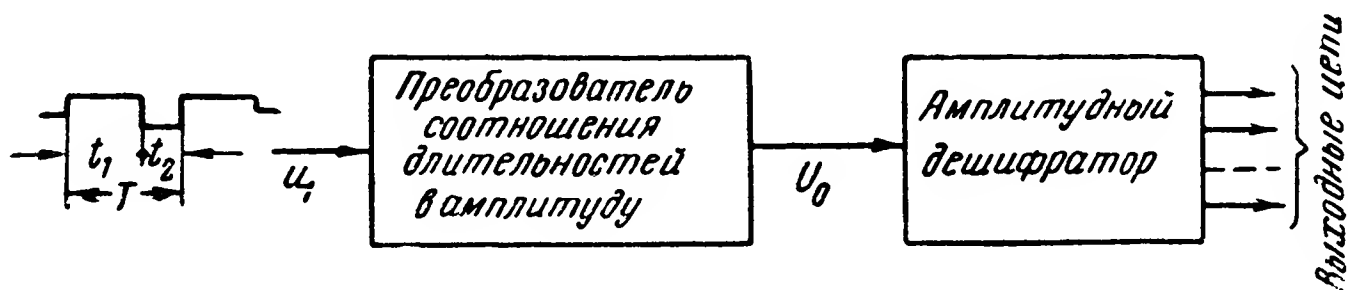 t₁
t₂
T
u₁
Преобразователь
соотношения
длительностей
в амплитуду
U₀
Амплитудный
дешифратор
Выходные цепи